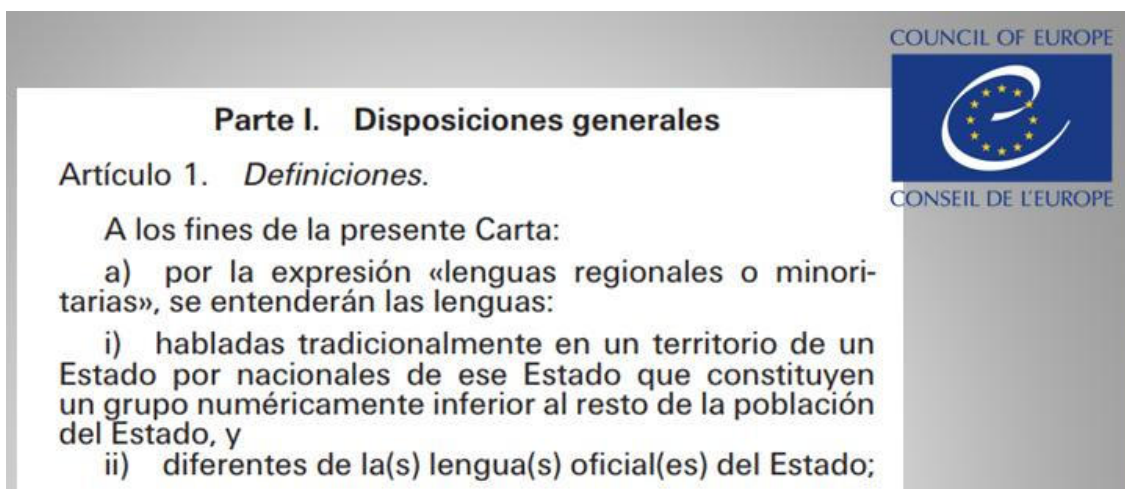 COUNCIL OF EUROPE
CONSEIL DE L'EUROPE
Parte I. Disposiciones generales
Artículo 1. Definiciones.
A los fines de la presente Carta:
a) por la expresión «lenguas regionales o minori-
tarias», se entenderán las lenguas:
i) habladas tradicionalmente en un territorio de un
Estado por nacionales de ese Estado que constituyen
un grupo numéricamente inferior al resto de la población
del Estado, y
ii) diferentes de la(s) lengua(s) oficial(es) del Estado;